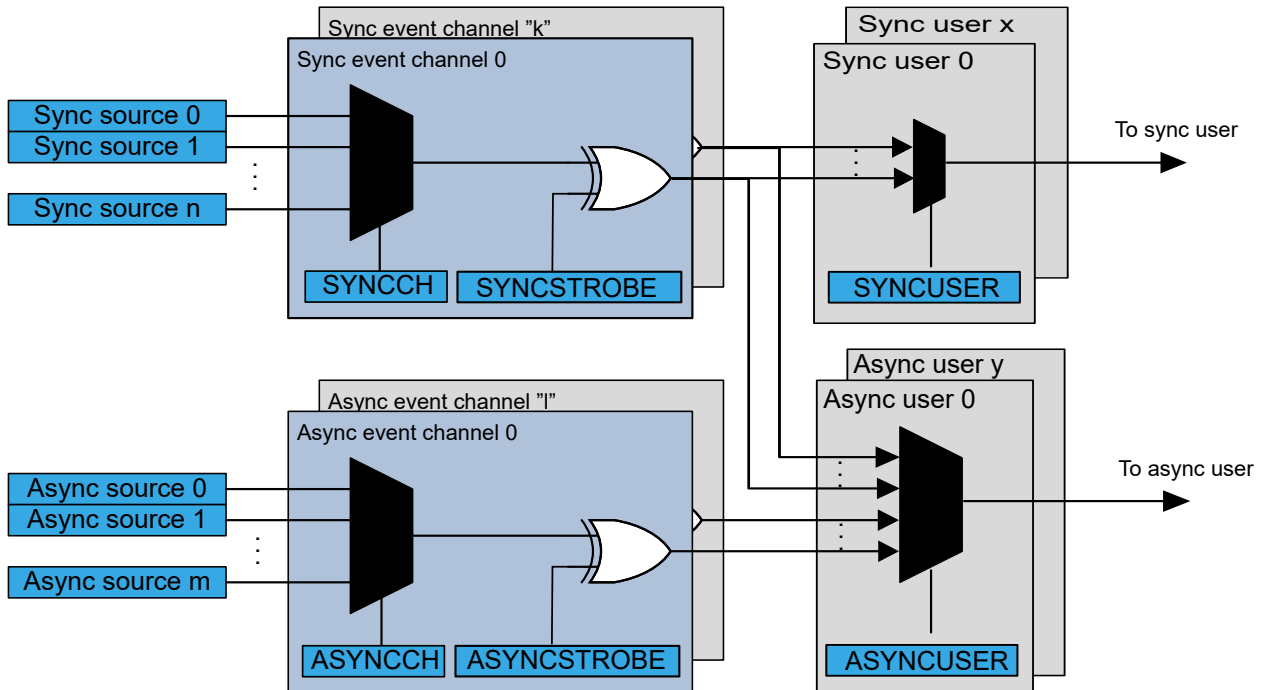 Sync event channel ”k”
Sync event channel 0
Sync source 0
Sync source 1
⋮
Sync source n
SYNCCH
SYNCSTROBE
Sync user x
Sync user 0
⋮
SYNCUSER
To sync user
Async event channel ”l”
Async event channel 0
Async source 0
Async source 1
⋮
Async source m
ASYNCCH
ASYNCSTROBE
Async user y
Async user 0
⋮
⋮
ASYNCUSER
To async user